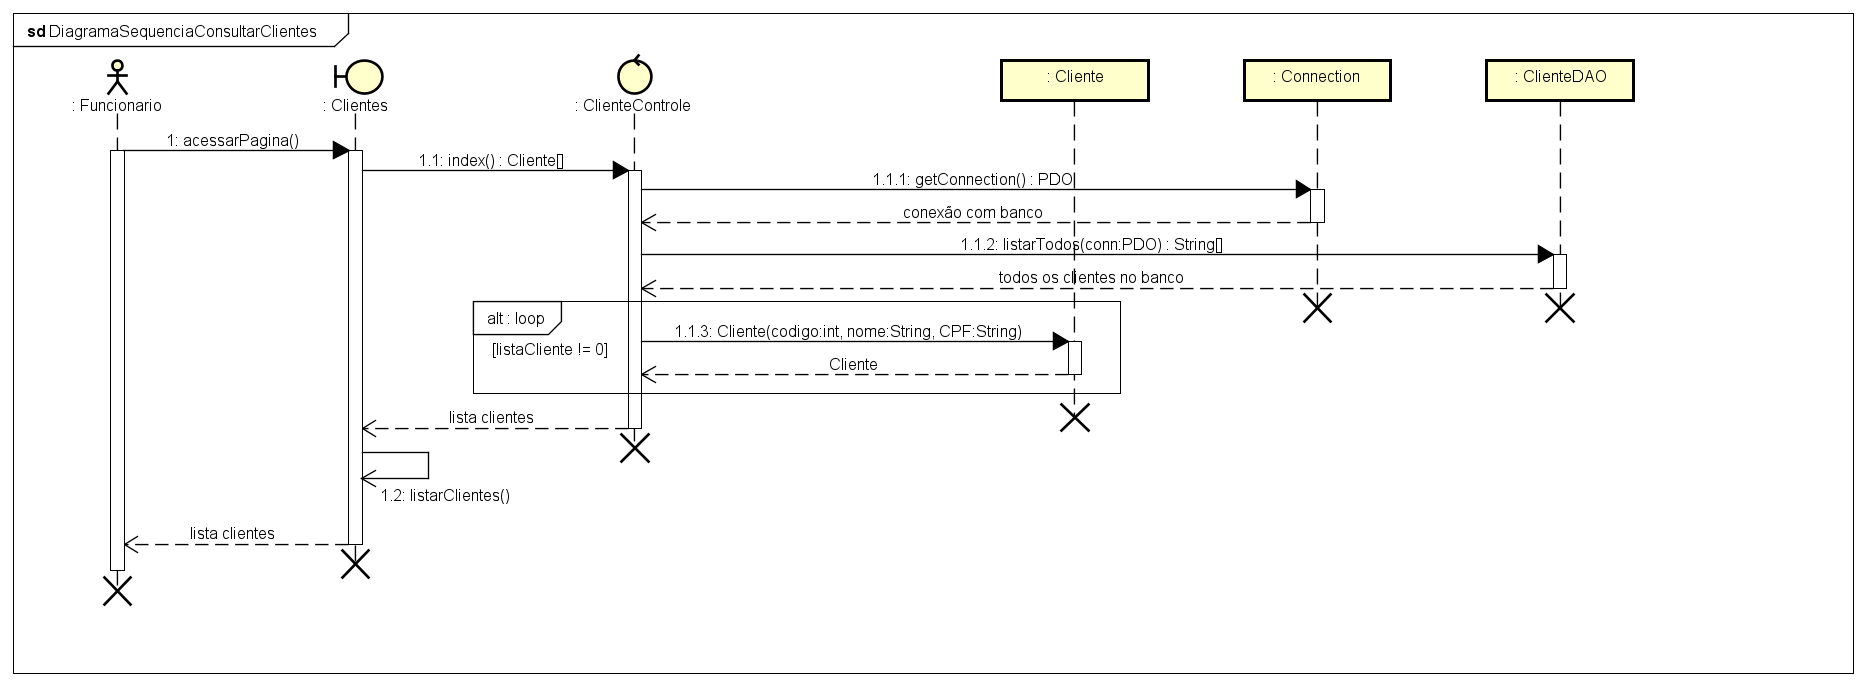 sd DiagramaSequenciaConsultarClientes
: Funcionario
: Clientes
: ClienteControle
: Cliente
: Connection
: ClienteDAO
1: acessarPagina()
1.1: index() : Cliente[]
1.1.1: getConnection() : PDO
conexão com banco
1.1.2: listarTodos(conn:PDO) : String[]
todos os clientes no banco
alt : loop
[listaCliente != 0]
1.1.3: Cliente(codigo:int, nome:String, CPF:String)
Cliente
lista clientes
1.2: listarClientes()
lista clientes